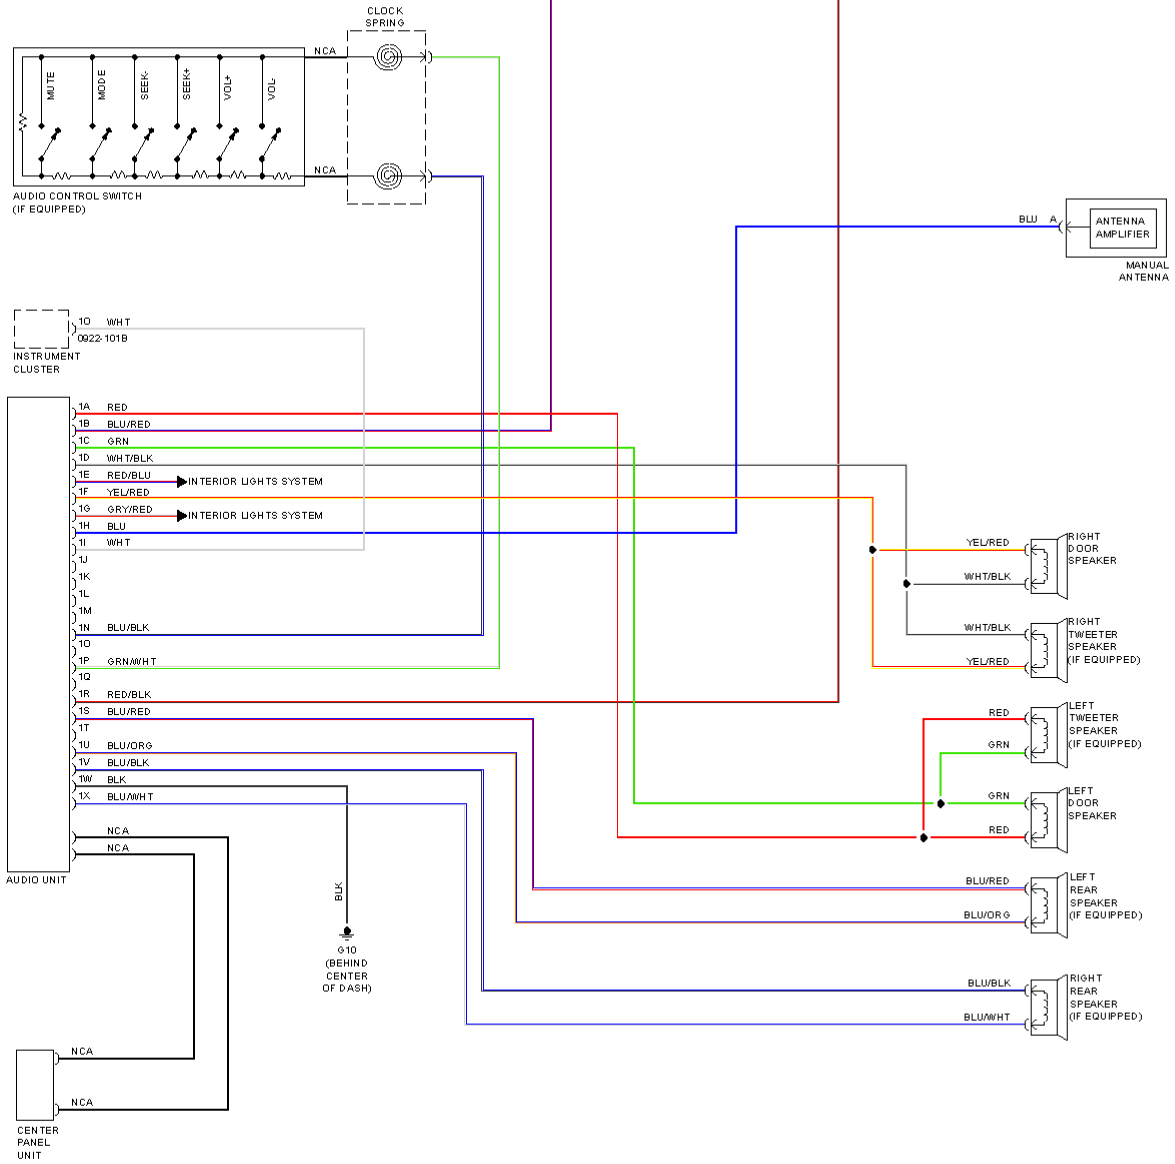 CLOCK
SPRING
NCA
MUTE
MODE
SEEK-
SEEK+
VOL+
VOL-
NCA
AUDIO CONTROL SWITCH
(IF EQUIPPED)
BLU A
ANTENNA
AMPLIFIER
MANUAL
ANTENNA
10 WHT
0922-101B
INSTRUMENT
CLUSTER
1A RED
1B BLU/RED
1C GRN
1D WHT/BLK
1E RED/BLU
INTERIOR LIGHTS SYSTEM
1F YEL/RED
1G GRY/RED
INTERIOR LIGHTS SYSTEM
1H BLU
1I WHT
1J
1K
1L
1M
1N BLU/BLK
1O
1P GRN/WHT
1Q
1R RED/BLK
1S BLU/RED
1T
1U BLU/ORG
1V BLU/BLK
1W BLK
1X BLU/WHT
NCA
NCA
AUDIO UNIT
BLK
G10
(BEHIND
CENTER
OF DASH)
YEL/RED
WHT/BLK
RIGHT
DOOR
SPEAKER
WHT/BLK
YEL/RED
RIGHT
TWEETER
SPEAKER
(IF EQUIPPED)
RED
GRN
LEFT
TWEETER
SPEAKER
(IF EQUIPPED)
GRN
RED
LEFT
DOOR
SPEAKER
BLU/RED
BLU/ORG
LEFT
REAR
SPEAKER
(IF EQUIPPED)
BLU/BLK
BLU/WHT
RIGHT
REAR
SPEAKER
(IF EQUIPPED)
NCA
NCA
CENTER
PANEL
UNIT